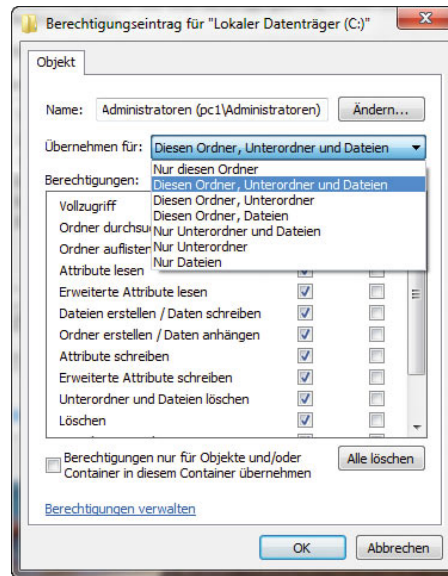 Berechtigungseintrag für "Lokaler Datenträger (C:)"
Objekt
Name: Administratoren (pc1\Administratoren) Ändern...
Übernehmen für: Diesen Ordner, Unterordner und Dateien
Nur diesen Ordner
Berechtigungen: Diesen Ordner, Unterordner und Dateien
Vollzugriff Diesen Ordner, Unterordner
Diesen Ordner, Dateien
Ordner Nur Unterordner und Dateien
Ordner auflisten Nur Unterordner
Attribute lesen Nur Dateien
Erweiterte Attribute lesen
Dateien erstellen / Daten schreiben
Ordner erstellen / Daten anhängen
Attribute schreiben
Erweiterte Attribute schreiben
Unterordner und Dateien löschen
Löschen
Berechtigungen nur für Objekte und/oder
Container in diesem Container übernehmen
Alle löschen
Berechtigungen verwalten
OK Abbrechen